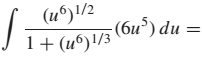 ∫ (u⁶)^{1/2} / (1 + (u⁶)^{1/3}) (6u⁵) du =